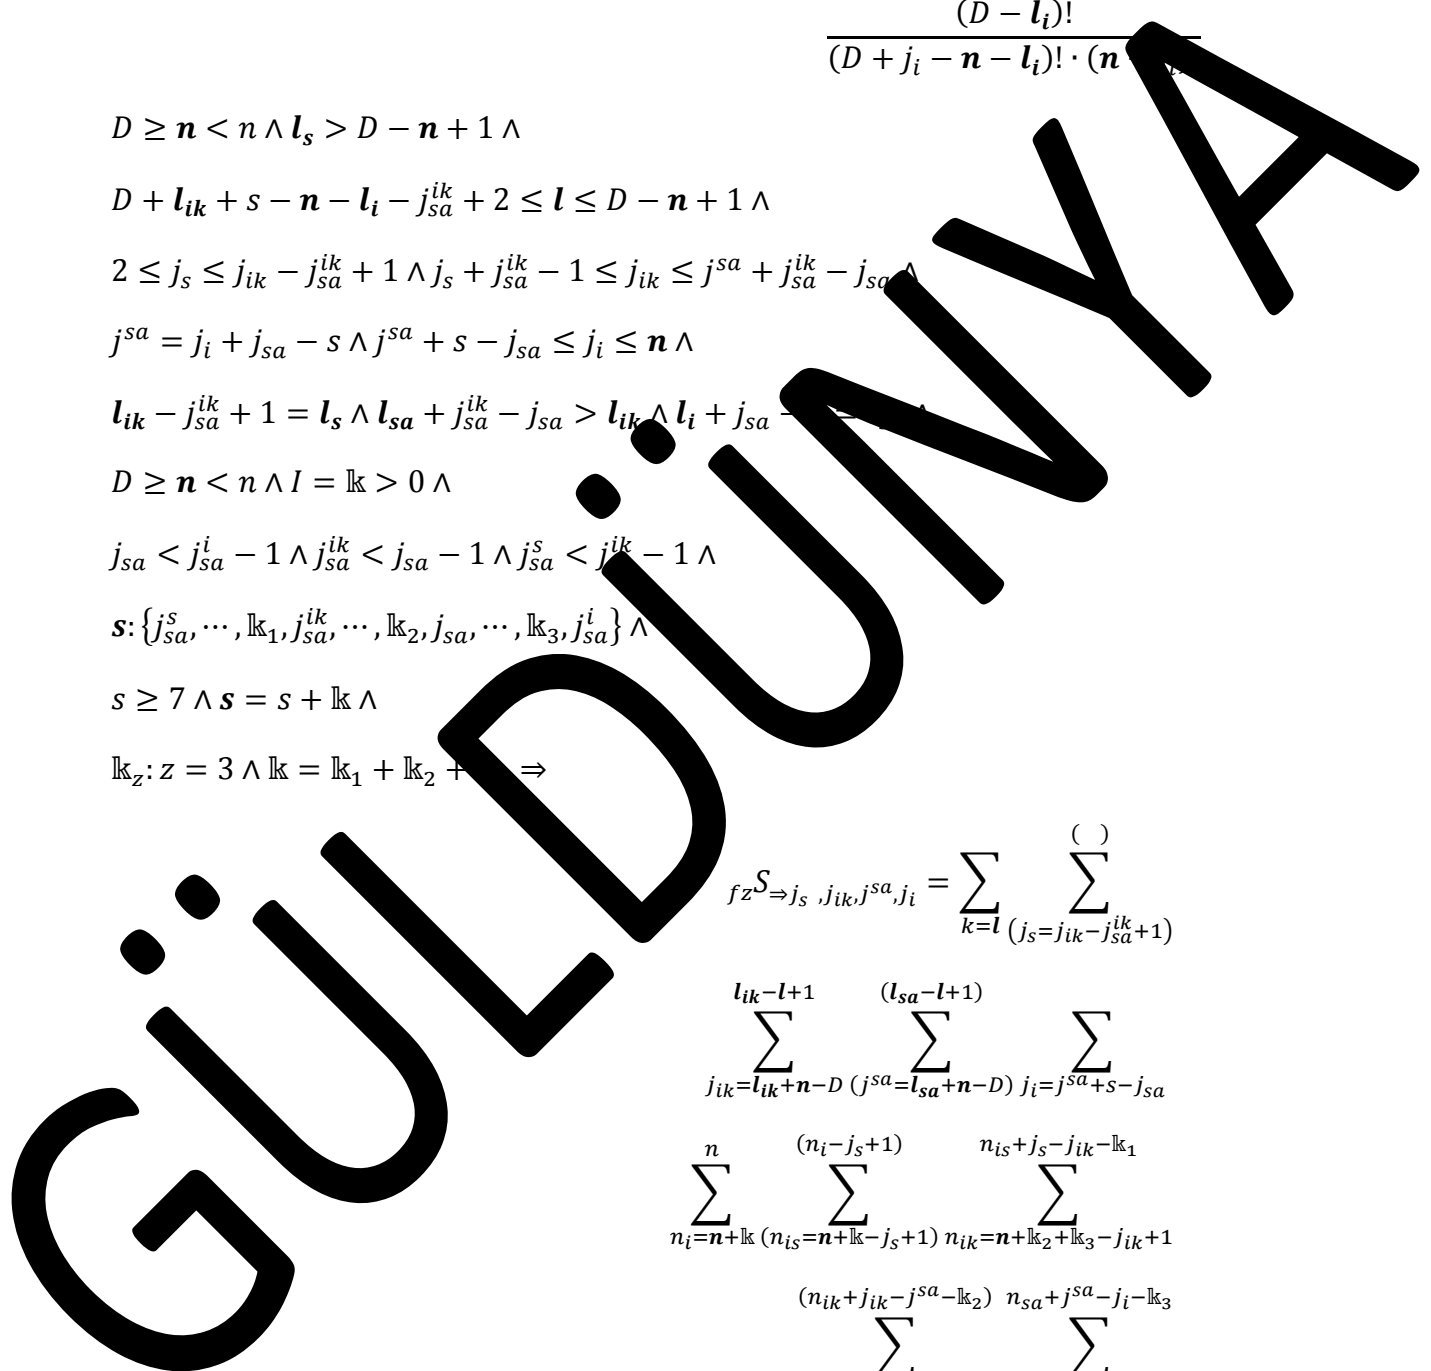 (D − l_i)!
(D + j_i − n − l_i)! · (n
D ≥ n < n ∧ l_s > D − n + 1 ∧
D + l_ik + s − n − l_i − j_sa^ik + 2 ≤ l ≤ D − n + 1 ∧
2 ≤ j_s ≤ j_ik − j_sa^ik + 1 ∧ j_s + j_sa^ik − 1 ≤ j_ik ≤ j^sa + j_sa^ik − j_sa ∧
j^sa = j_i + j_sa − s ∧ j^sa + s − j_sa ≤ j_i ≤ n ∧
l_ik − j_sa^ik + 1 = l_s ∧ l_sa + j_sa^ik − j_sa > l_ik ∧ l_i + j_sa − ∧
D ≥ n < n ∧ I = 𝕜 > 0 ∧
j_sa < j_sa^i − 1 ∧ j_sa^ik < j_sa − 1 ∧ j_sa^s < j^ik − 1 ∧
s: {j_sa^s, ⋯ , 𝕜_1, j_sa^ik, ⋯ , 𝕜_2, j_sa, ⋯ , 𝕜_3, j_sa^i} ∧
s ≥ 7 ∧ s = s + 𝕜 ∧
𝕜_z: z = 3 ∧ 𝕜 = 𝕜_1 + 𝕜_2 + ⇒
( )
fz S ⇒j_s ,j_ik,j^sa,j_i = ∑ ∑
k=l (j_s=j_ik−j_sa^ik+1)
l_ik−l+1 (l_sa−l+1)
∑ ∑ ∑
j_ik=l_ik+n−D (j^sa=l_sa+n−D) j_i=j^sa+s−j_sa
n (n_i−j_s+1) n_is+j_s−j_ik−𝕜_1
∑ ∑ ∑
n_i=n+𝕜 (n_is=n+𝕜−j_s+1) n_ik=n+𝕜_2+𝕜_3−j_ik+1
(n_ik+j_ik−j^sa−𝕜_2) n_sa+j^sa−j_i−𝕜_3
∑ ∑
GÜLDÜNYA